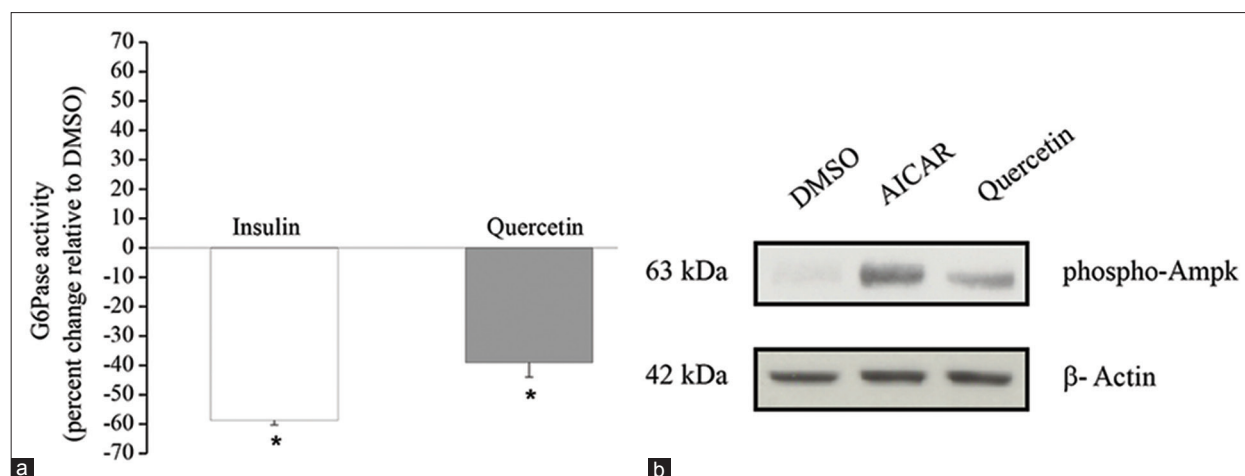 G6Pase activity
(percent change relative to DMSO)
70
60
50
40
30
20
10
0
-10
-20
-30
-40
-50
-60
-70
Insulin
Quercetin
*
*
a
DMSO
AICAR
Quercetin
63 kDa
phospho-Ampk
42 kDa
β- Actin
b